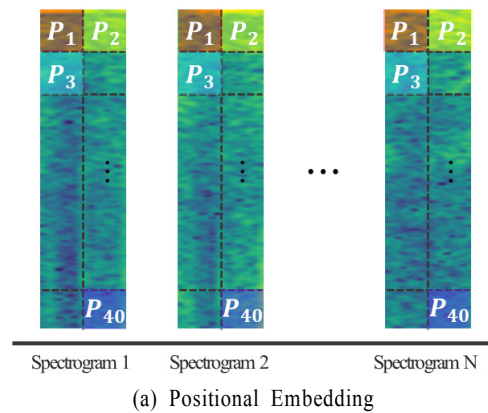 P1 P2 P1 P2 P1 P2
P3 P3 P3
⋮ ⋮ ... ⋮
P40 P40 P40
Spectrogram 1 Spectrogram 2 Spectrogram N
(a) Positional Embedding